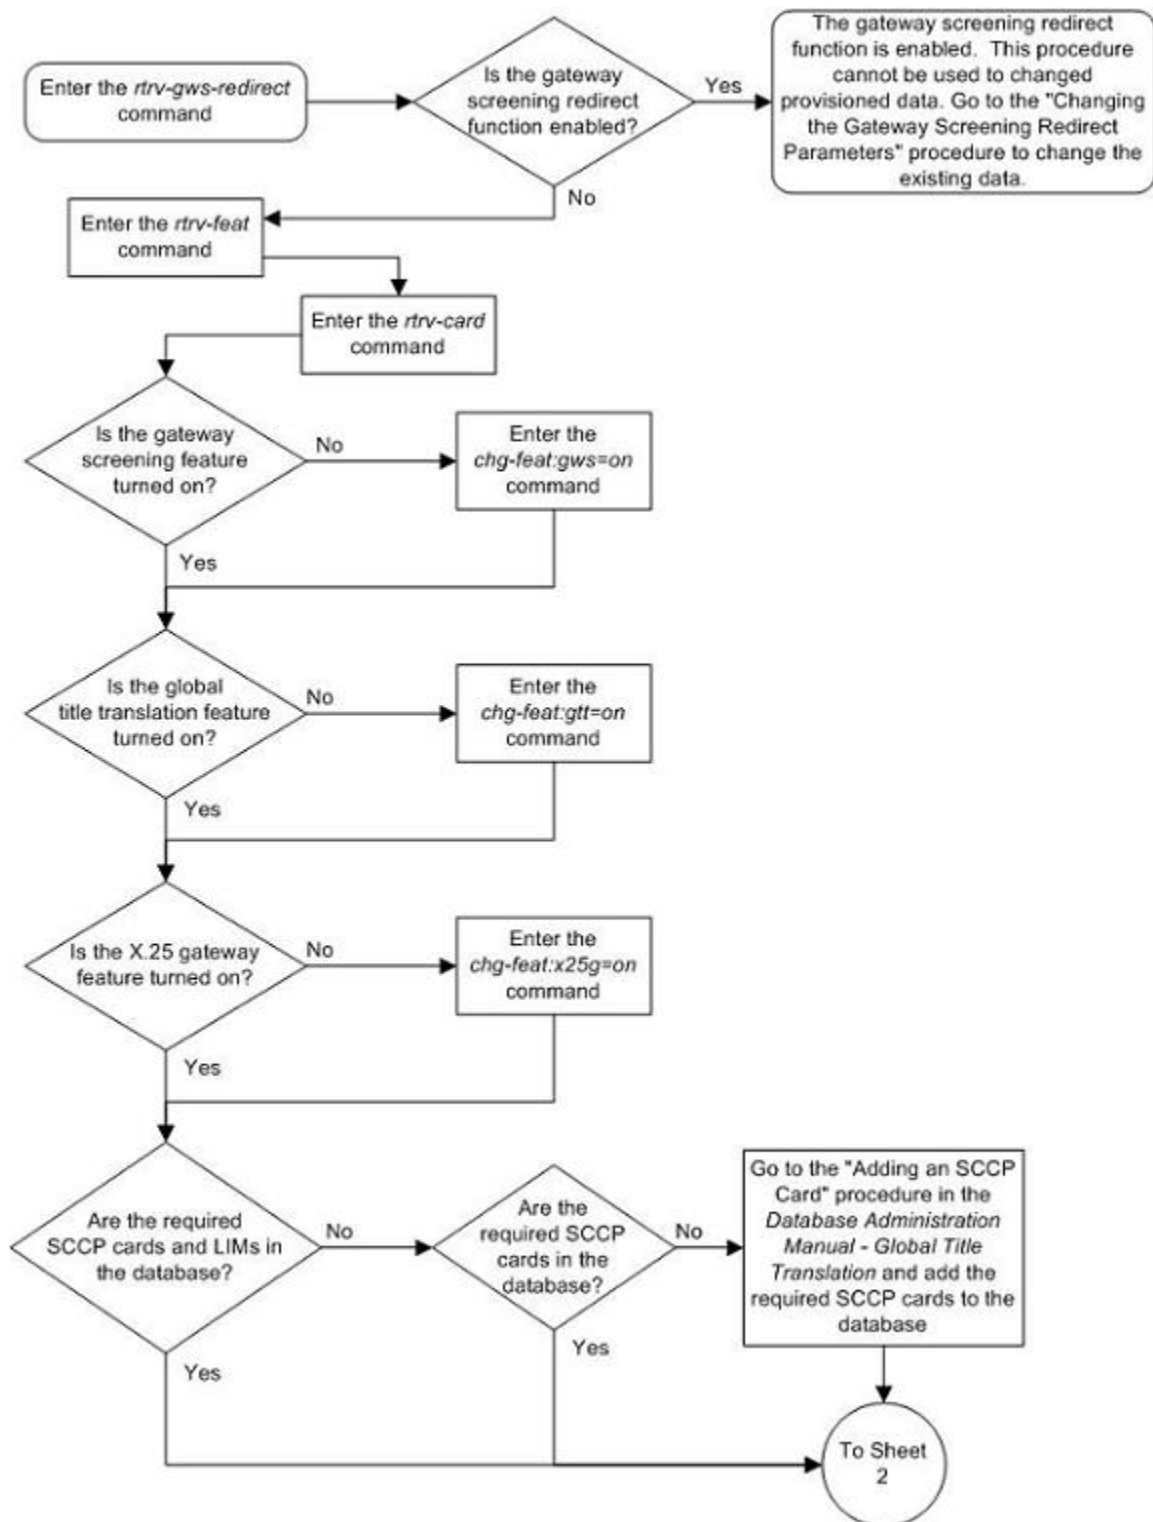 Enter the rtrv-gws-redirect
command
Is the gateway
screening redirect
function enabled?
Yes
The gateway screening redirect
function is enabled. This procedure
cannot be used to changed
provisioned data. Go to the "Changing
the Gateway Screening Redirect
Parameters" procedure to change the
existing data.
No
Enter the rtrv-feat
command
Enter the rtrv-card
command
Is the gateway
screening feature
turned on?
No
Enter the
chg-feat:gws=on
command
Yes
Is the global
title translation feature
turned on?
No
Enter the
chg-feat:gtt=on
command
Yes
Is the X.25 gateway
feature turned on?
No
Enter the
chg-feat:x25g=on
command
Yes
Are the required
SCCP cards and LIMs in
the database?
No
Are the
required SCCP
cards in the
database?
No
Go to the "Adding an SCCP
Card" procedure in the
Database Administration
Manual - Global Title
Translation and add the
required SCCP cards to the
database
Yes
Yes
To Sheet
2